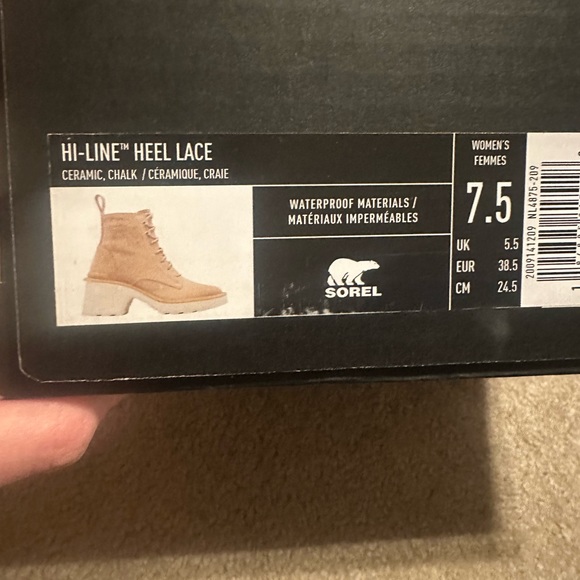 HI-LINE™ HEEL LACE
CERAMIC, CHALK / CÉRAMIQUE, CRAIE
WATERPROOF MATERIALS /
MATÉRIAUX IMPERMÉABLES
SOREL
WOMEN'S
FEMMES
7.5
UK 5.5
EUR 38.5
CM 24.5
2009141209 NL4875-209